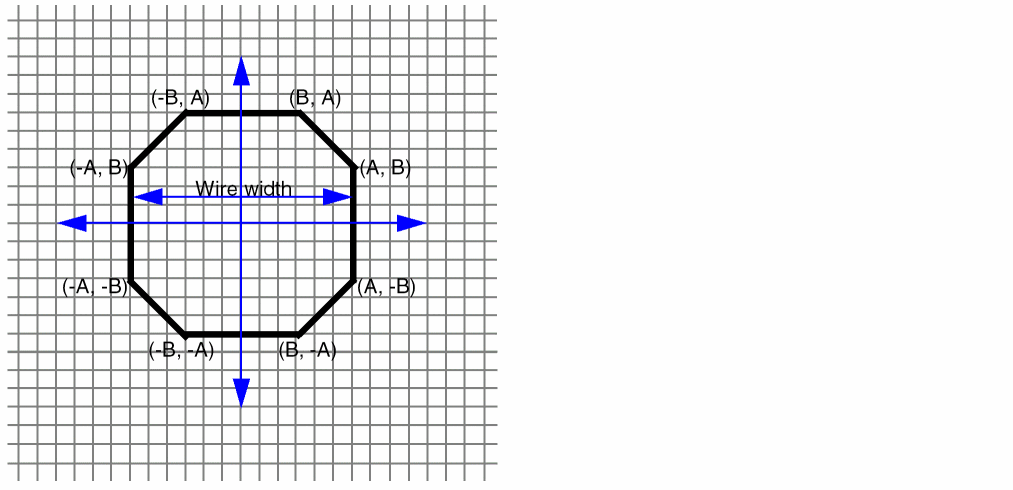 (-B, A) (B, A)
(-A, B) (A, B)
Wire width
(-A, -B) (A, -B)
(-B, -A) (B, -A)